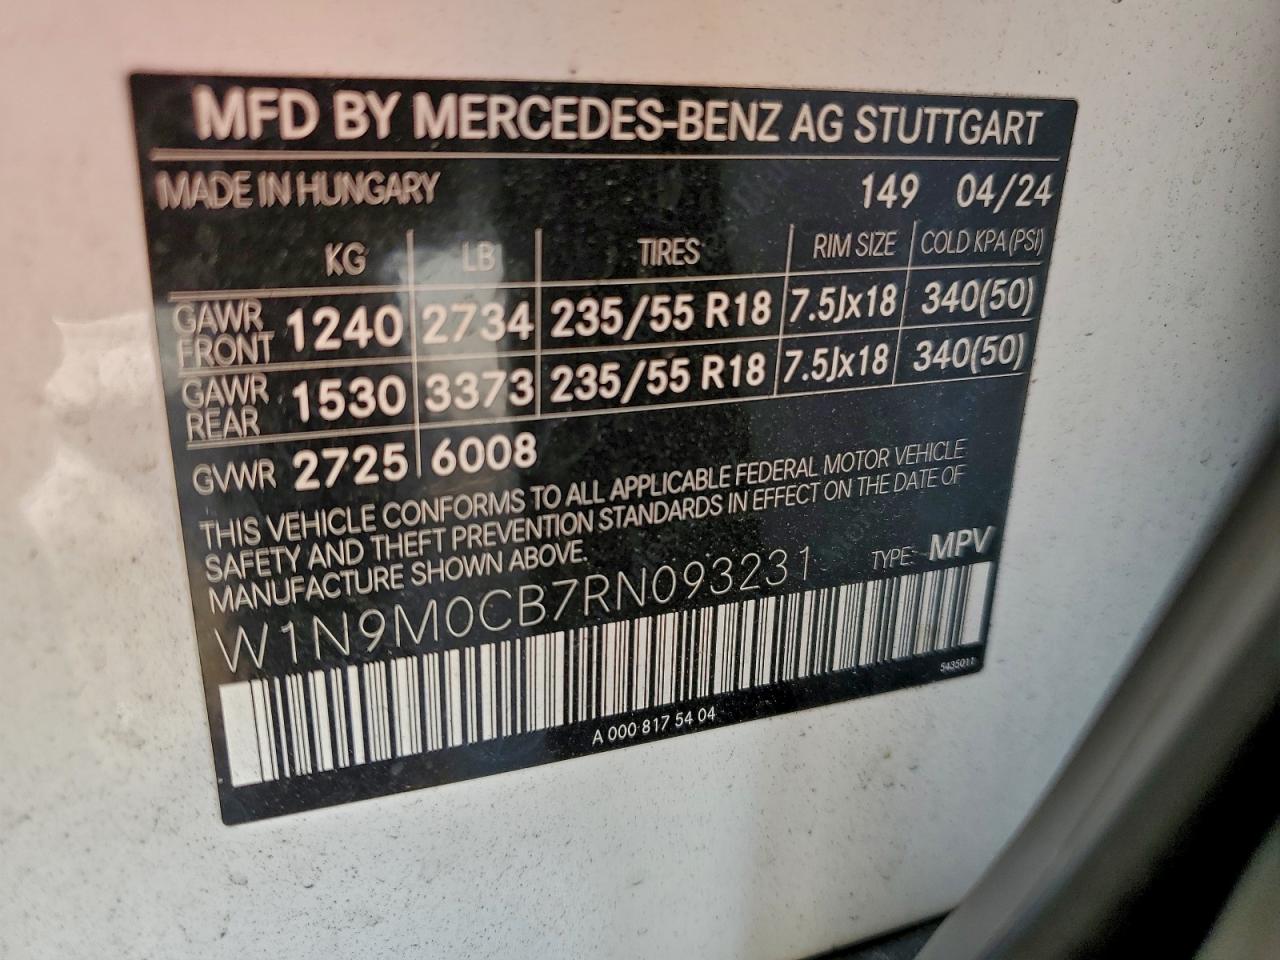 MFD BY MERCEDES-BENZ AG STUTTGART
MADE IN HUNGARY 149 04/24
KG LB TIRES RIM SIZE COLD KPA(PSI)
GAWR FRONT 1240 2734 235/55 R18 7.5Jx18 340(50)
GAWR REAR 1530 3373 235/55 R18 7.5Jx18 340(50)
GVWR 2725 6008
THIS VEHICLE CONFORMS TO ALL APPLICABLE FEDERAL MOTOR VEHICLE
SAFETY AND THEFT PREVENTION STANDARDS IN EFFECT ON THE DATE OF
MANUFACTURE SHOWN ABOVE.
W1N9M0CB7RN093231 TYPE: MPV
5435011
A 000 817 54 04